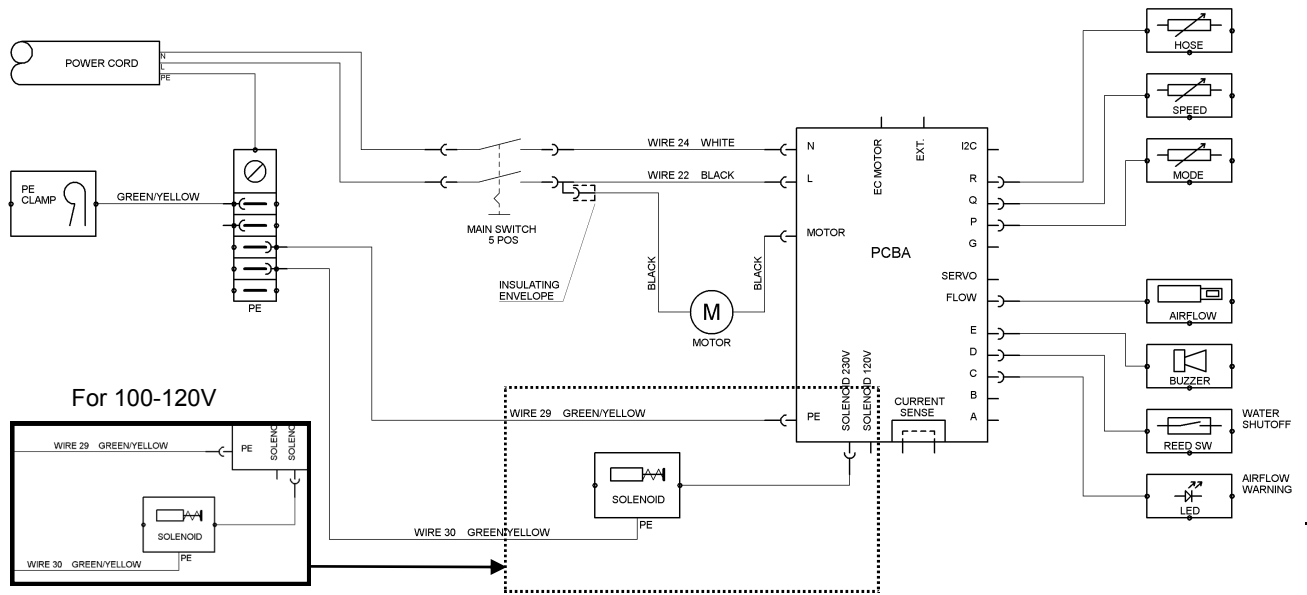 POWER CORD
N
L
PE
PE
CLAMP
GREEN/YELLOW
PE
MAIN SWITCH
5 POS
INSULATING
ENVELOPE
WIRE 24 WHITE
WIRE 22 BLACK
BLACK
BLACK
M
MOTOR
N
L
MOTOR
PCBA
EC MOTOR
EXT.
I2C
R
Q
P
G
SERVO
FLOW
E
D
C
B
A
PE
SOLENOID 230V
SOLENOID 120V
CURRENT
SENSE
HOSE
SPEED
MODE
AIRFLOW
BUZZER
REED SW
WATER
SHUTOFF
LED
AIRFLOW
WARNING
WIRE 29 GREEN/YELLOW
SOLENOID
PE
WIRE 30 GREEN/YELLOW
For 100-120V
WIRE 29 GREEN/YELLOW
PE
SOLENC
SOLENC
SOLENOID
PE
WIRE 30 GREEN/YELLOW